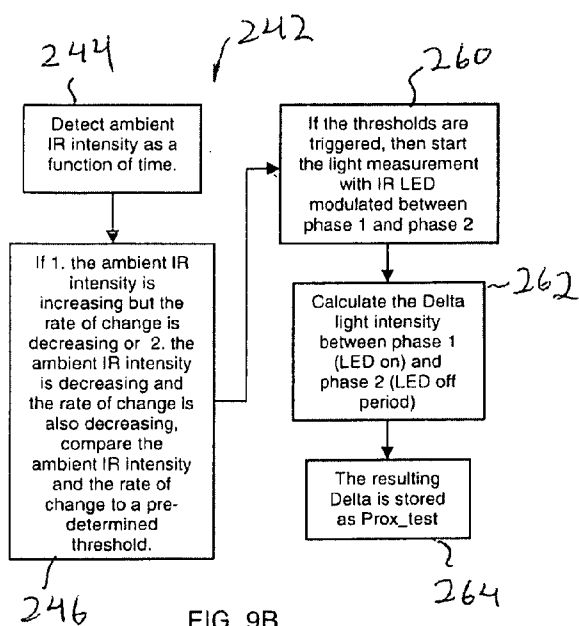 242
244
Detect ambient
IR intensity as a
function of time.
If 1. the ambient IR
intensity is
increasing but the
rate of change is
decreasing or 2. the
ambient IR intensity
is decreasing and
the rate of change is
also decreasing,
compare the
ambient IR intensity
and the rate of
change to a pre-
determined
threshold.
246
260
If the thresholds are
triggered, then start
the light measurement
with IR LED
modulated between
phase 1 and phase 2
262
Calculate the Delta
light intensity
between phase 1
(LED on) and
phase 2 (LED off
period)
The resulting
Delta is stored
as Prox_test
264
FIG. 9B